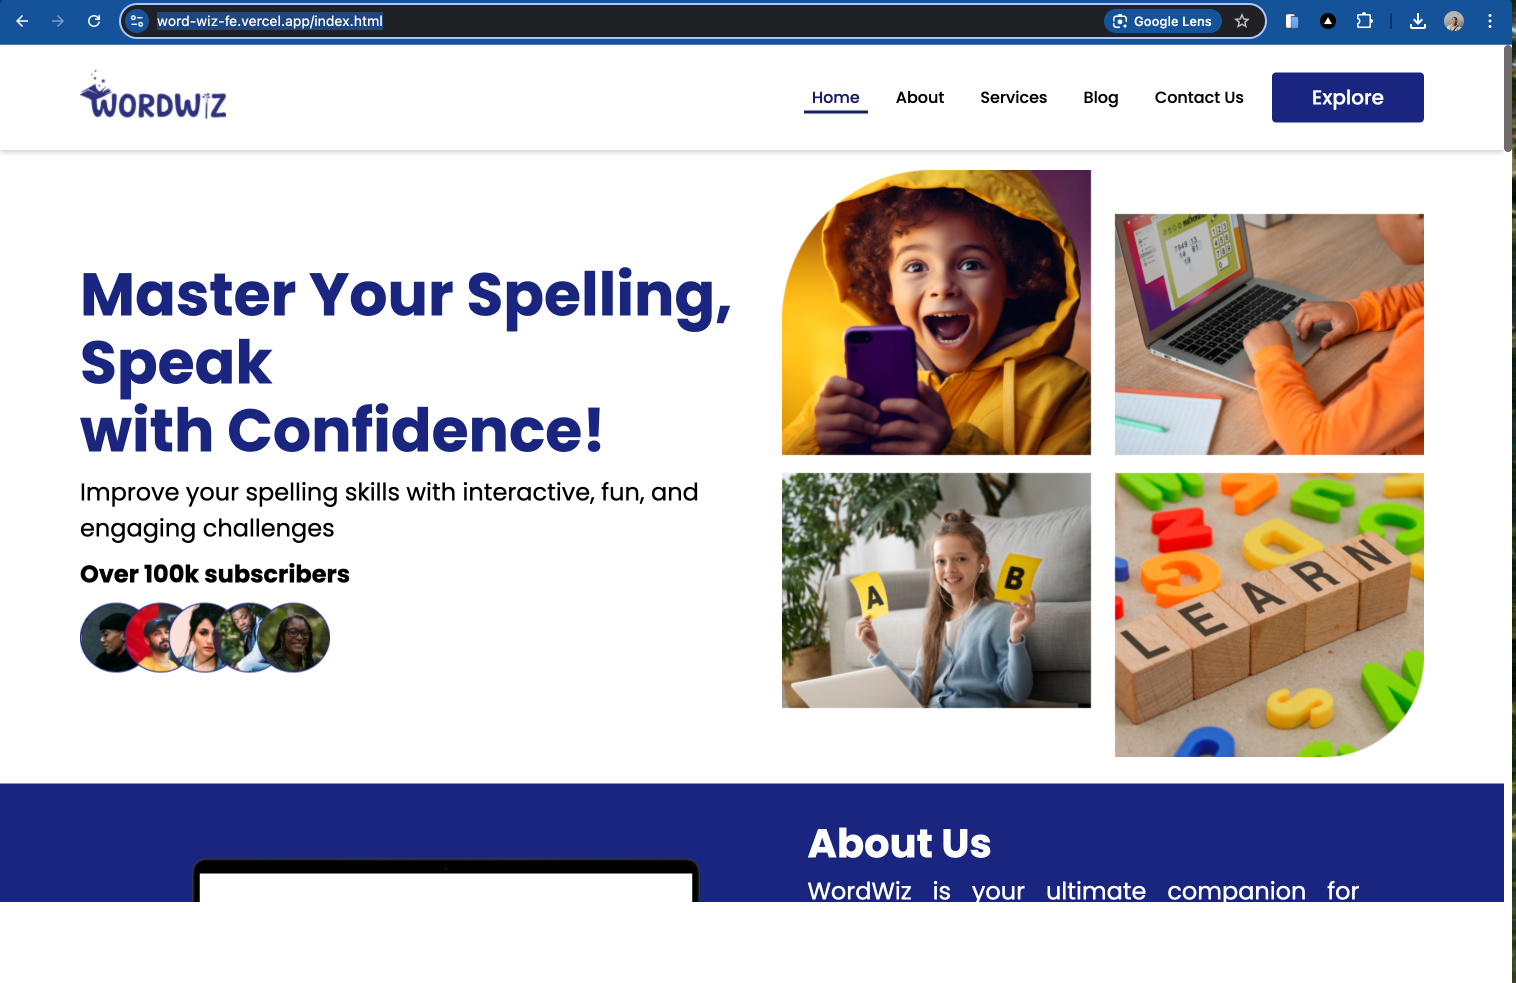 word-wiz-fe.vercel.app/index.html
Google Lens
WORDWIZ
Home
About
Services
Blog
Contact Us
Explore
Master Your Spelling,
Speak
with Confidence!
Improve your spelling skills with interactive, fun, and
engaging challenges
Over 100k subscribers
A
B
LEARN
About Us
WordWiz is your ultimate companion for